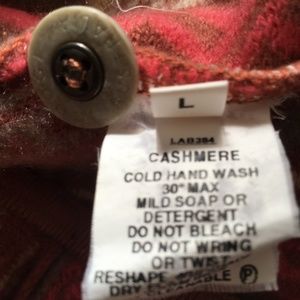 L
LAB384
CASHMERE
COLD HAND WASH
30° MAX
MILD SOAP OR
DETERGENT
DO NOT BLEACH
DO NOT WRING
OR TWIST
RESHAPE
DRY
P